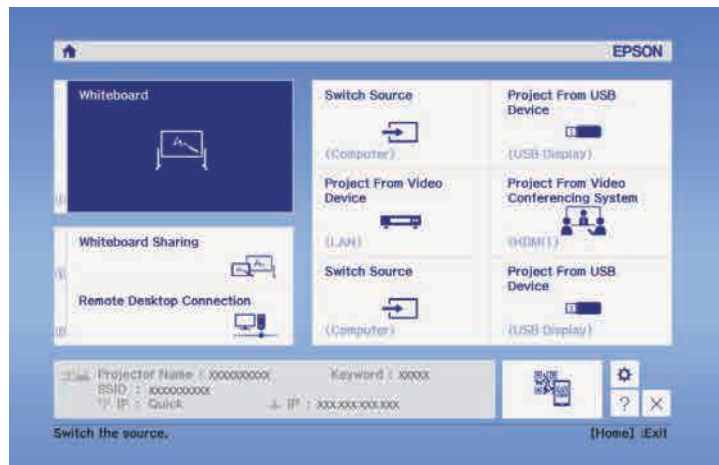 EPSON
Whiteboard
Whiteboard Sharing
Remote Desktop Connection
Switch Source
(Computer)
Project From USB
Device
(USB Display)
Project From Video
Device
(LAN)
Project From Video
Conferencing System
(HDMI1)
Switch Source
(Computer)
Project From USB
Device
(USB Display)
Projector Name : xxxxxxxxxx
Keyword : xxxxx
SSID : xxxxxxxxxx
IP : Quick
IP : xxx.xxx.xxx.xxx
?
Switch the source.
[Home] :Exit